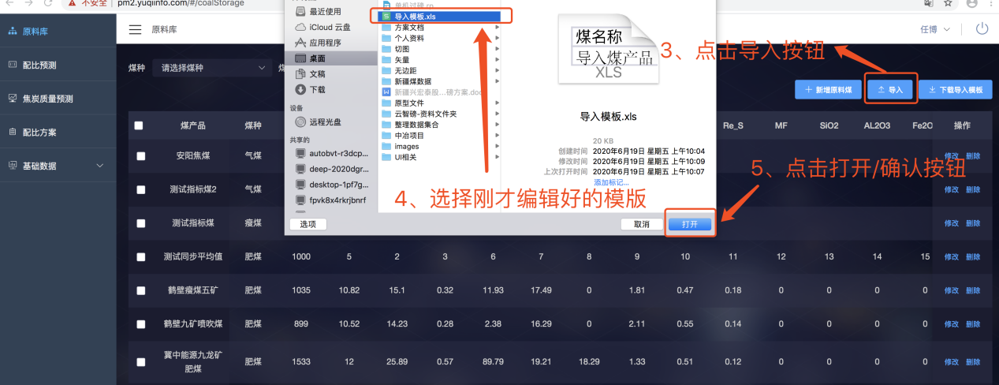 不安全 pm2.yuqiinfo.com/#/coalStorage
原料库
配比预测
焦炭质量预测
配比方案
基础数据
原料库
任博
煤种 请选择煤种
最近使用
iCloud 云盘
应用程序
桌面
文稿
下载
设备
远程光盘
共享的
autobvt-r3dcp...
deep-2020dgr...
desktop-1pf7g...
fpvk8x4rkrjbnrf
选项
单机过磅.rp
导入模板.xls
方案文档
个人资料
切图
矢量
无边距
新疆煤数据
新疆兴宏泰股...磅方案.doc
原型文件
云智磅-资料文件夹
整理数据集合
中冶项目
images
UI相关
煤名称
导入煤产品
XLS
导入模板.xls
20 KB
创建时间 2020年6月19日 星期五 上午10:04
修改时间 2020年6月19日 星期五 上午10:09
上次打开时间 2020年6月19日 星期五 上午10:07
添加标记...
取消
打开
3、点击导入按钮
4、选择刚才编辑好的模版
5、点击打开/确认按钮
新增原料煤
导入
下载导入模板
煤产品 煤种 Re_S MF SiO2 AL2O3 Fe2O 操作
安阳焦煤 气煤 修改 删除
测试指标煤2 气煤 修改 删除
测试指标煤 瘦煤 修改 删除
测试同步平均值 肥煤 1000 5 2 3 6 7 8 9 10 11 12 13 14 15 修改 删除
鹤壁瘦煤五矿 肥煤 1035 10.82 15.1 0.32 11.93 17.49 0 1.81 0.47 0.18 0 0 0 0 修改 删除
鹤壁九矿喷吹煤 肥煤 899 10.52 14.23 0.28 2.38 16.29 0 2.11 0.55 0.14 0 0 0 0 修改 删除
冀中能源九龙矿
肥煤 肥煤 1533 12 25.89 0.57 89.79 19.21 18.29 1.33 0.51 0.12 0 0 0 0 修改 删除